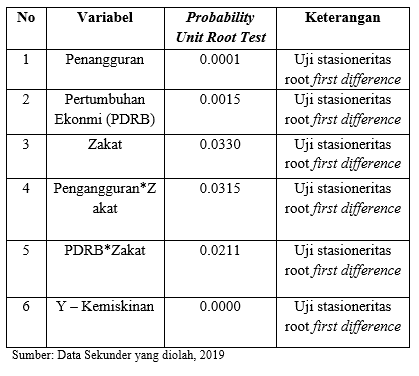 No Variabel Probability Keterangan
Unit Root Test
1 Penangguran 0.0001 Uji stasioneritas
root first difference
2 Pertumbuhan 0.0015 Uji stasioneritas
Ekonmi (PDRB) root first difference
3 Zakat 0.0330 Uji stasioneritas
root first difference
4 Pengangguran*Z 0.0315 Uji stasioneritas
akat root first difference
5 PDRB*Zakat 0.0211 Uji stasioneritas
root first difference
6 Y – Kemiskinan 0.0000 Uji stasioneritas
root first difference
Sumber: Data Sekunder yang diolah, 2019